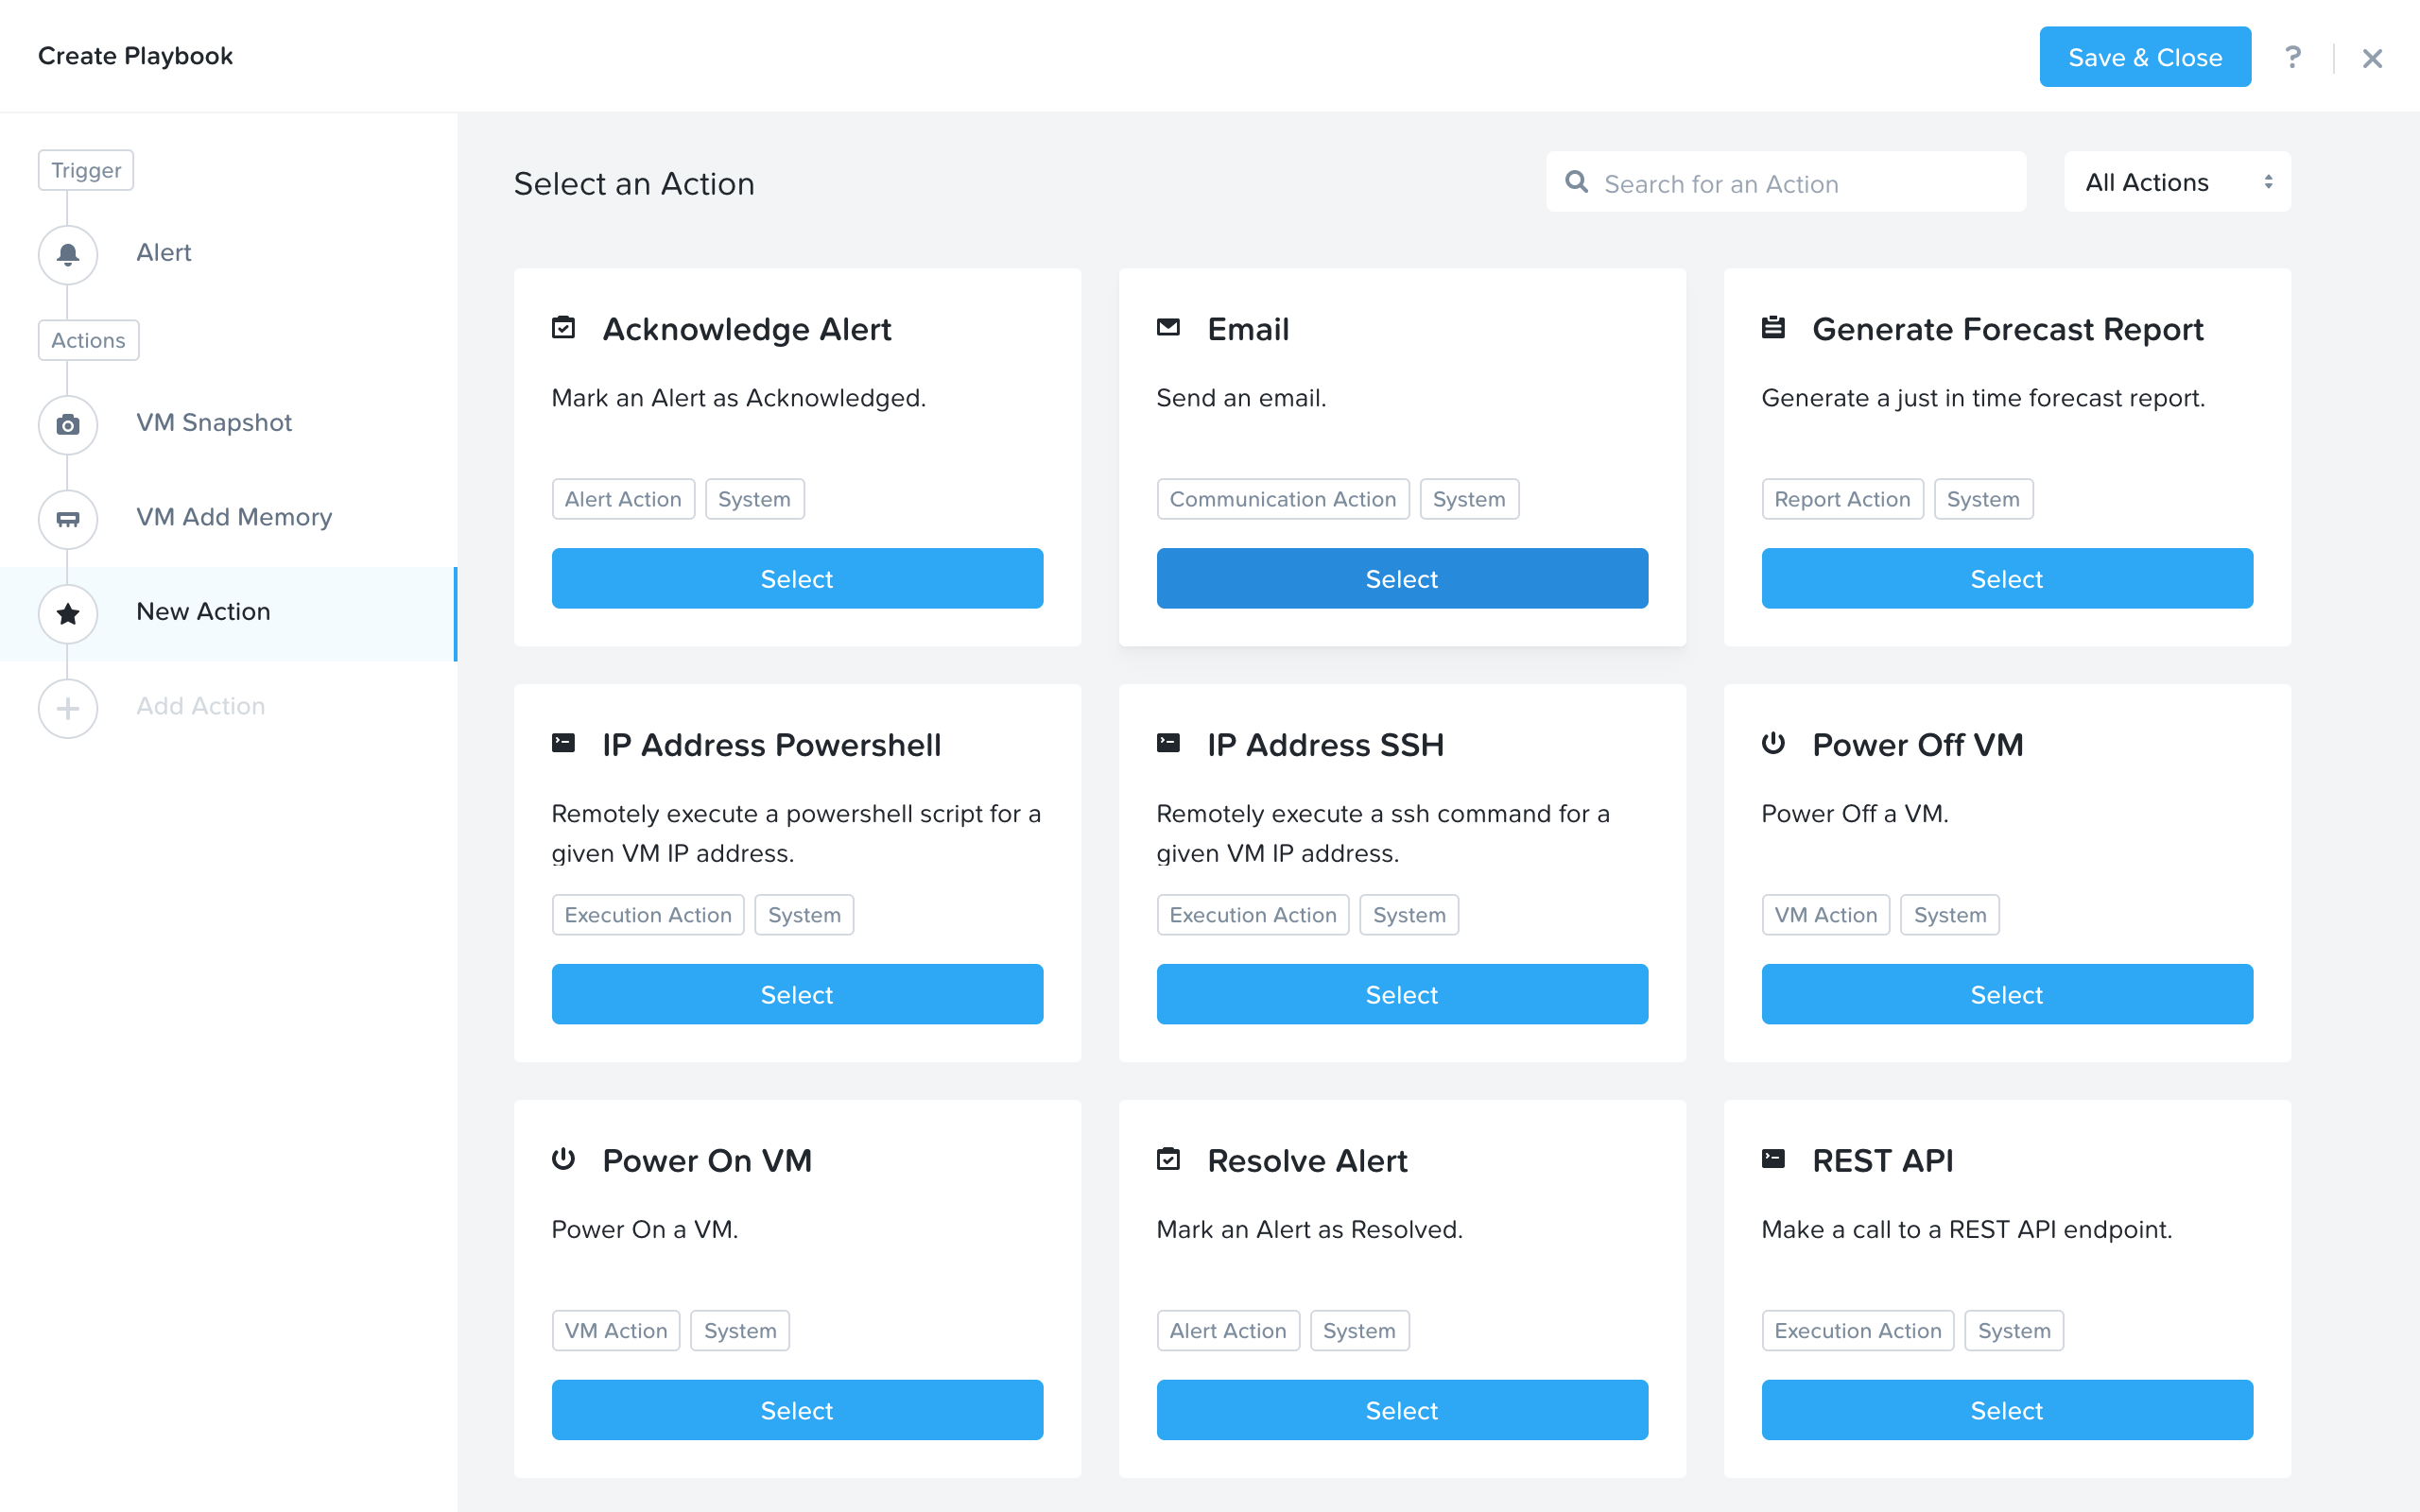 Create Playbook
Save & Close
?
Trigger
Alert
Actions
VM Snapshot
VM Add Memory
New Action
Add Action
Select an Action
Search for an Action
All Actions
Acknowledge Alert
Mark an Alert as Acknowledged.
Alert Action
System
Select
Email
Send an email.
Communication Action
System
Select
Generate Forecast Report
Generate a just in time forecast report.
Report Action
System
Select
IP Address Powershell
Remotely execute a powershell script for a
given VM IP address.
Execution Action
System
Select
IP Address SSH
Remotely execute a ssh command for a
given VM IP address.
Execution Action
System
Select
Power Off VM
Power Off a VM.
VM Action
System
Select
Power On VM
Power On a VM.
VM Action
System
Select
Resolve Alert
Mark an Alert as Resolved.
Alert Action
System
Select
REST API
Make a call to a REST API endpoint.
Execution Action
System
Select